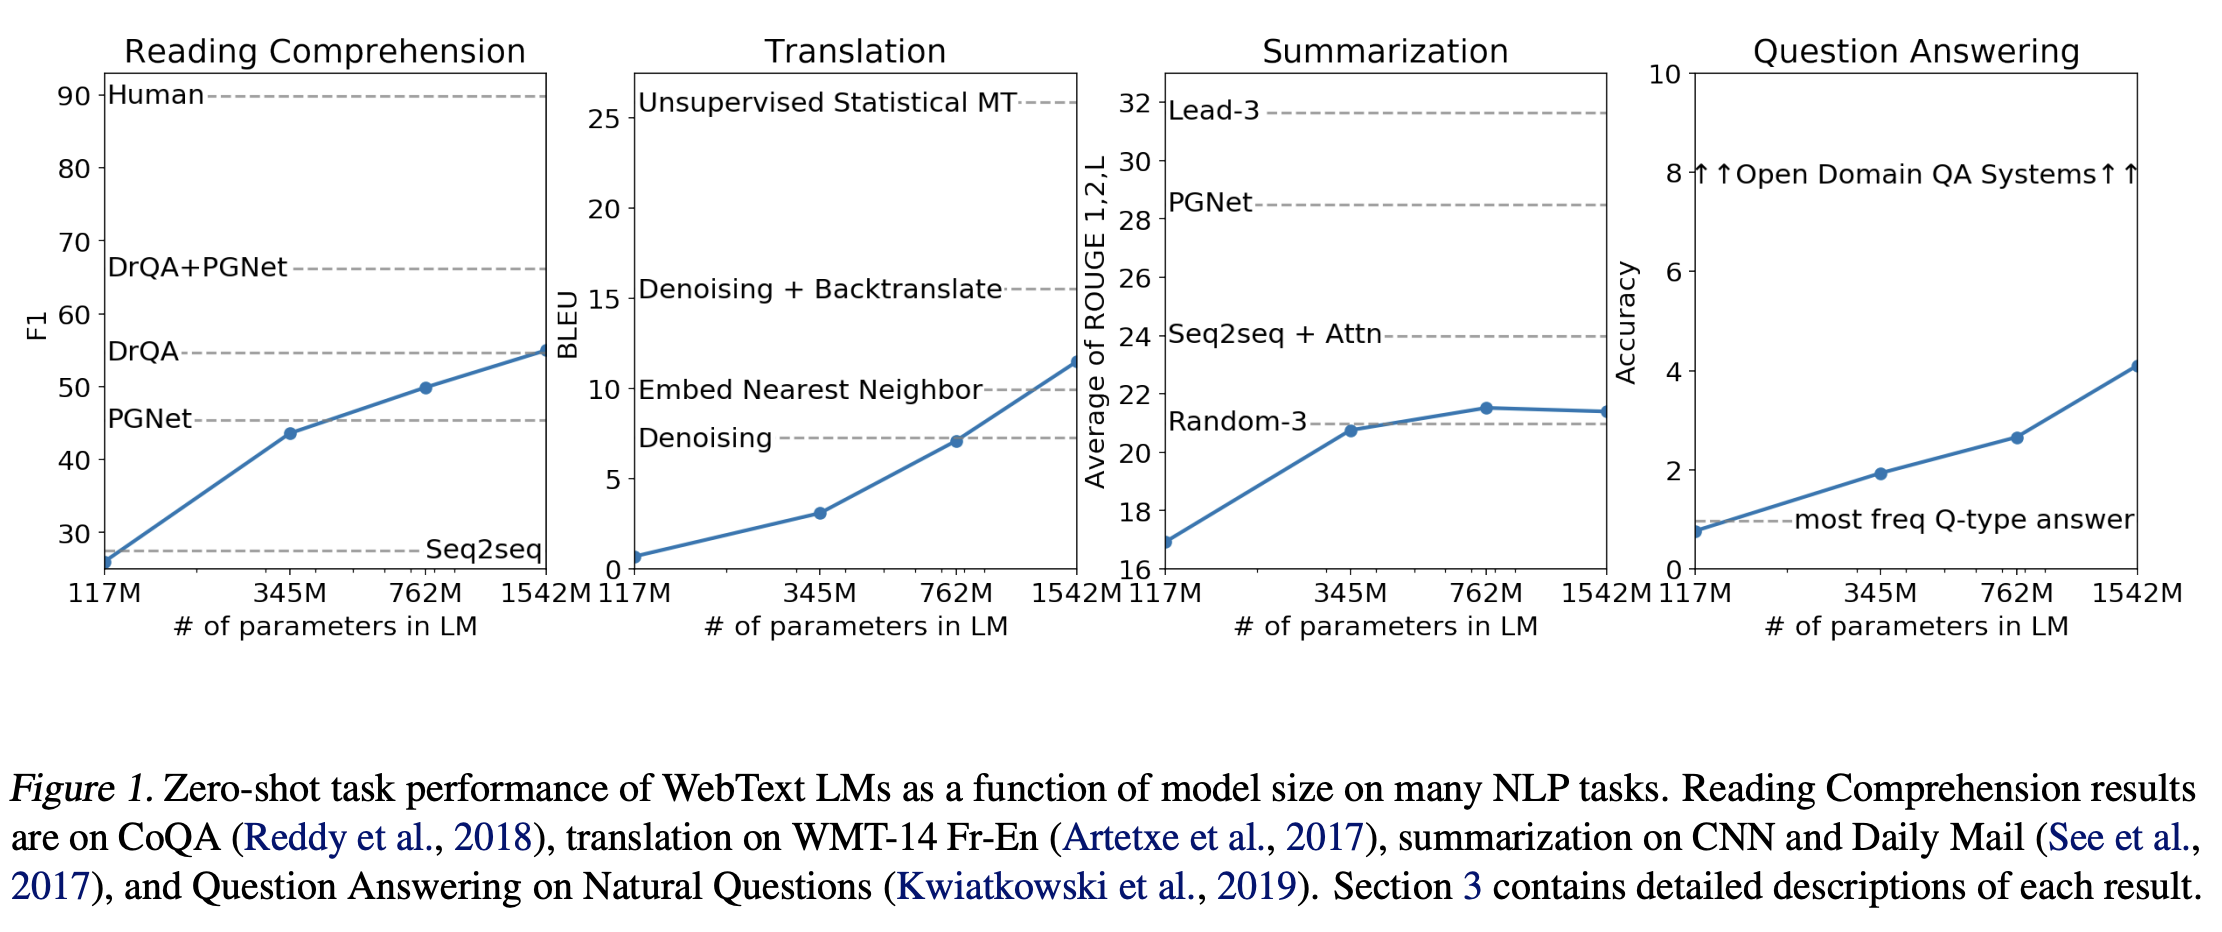 Reading Comprehension
90
80
70
60
50
40
30
F1
Human
DrQA+PGNet
DrQA
PGNet
Seq2seq
117M 345M 762M 1542M
# of parameters in LM
Translation
25
20
15
10
5
0
BLEU
Unsupervised Statistical MT
Denoising + Backtranslate
Embed Nearest Neighbor
Denoising
117M 345M 762M 1542M
# of parameters in LM
Summarization
32
30
28
26
24
22
20
18
16
Average of ROUGE 1,2,L
Lead-3
PGNet
Seq2seq + Attn
Random-3
117M 345M 762M 1542M
# of parameters in LM
Question Answering
10
8
6
4
2
0
Accuracy
↑↑Open Domain QA Systems↑↑
most freq Q-type answer
117M 345M 762M 1542M
# of parameters in LM
Figure 1. Zero-shot task performance of WebText LMs as a function of model size on many NLP tasks. Reading Comprehension results
are on CoQA (Reddy et al., 2018), translation on WMT-14 Fr-En (Artetxe et al., 2017), summarization on CNN and Daily Mail (See et al.,
2017), and Question Answering on Natural Questions (Kwiatkowski et al., 2019). Section 3 contains detailed descriptions of each result.